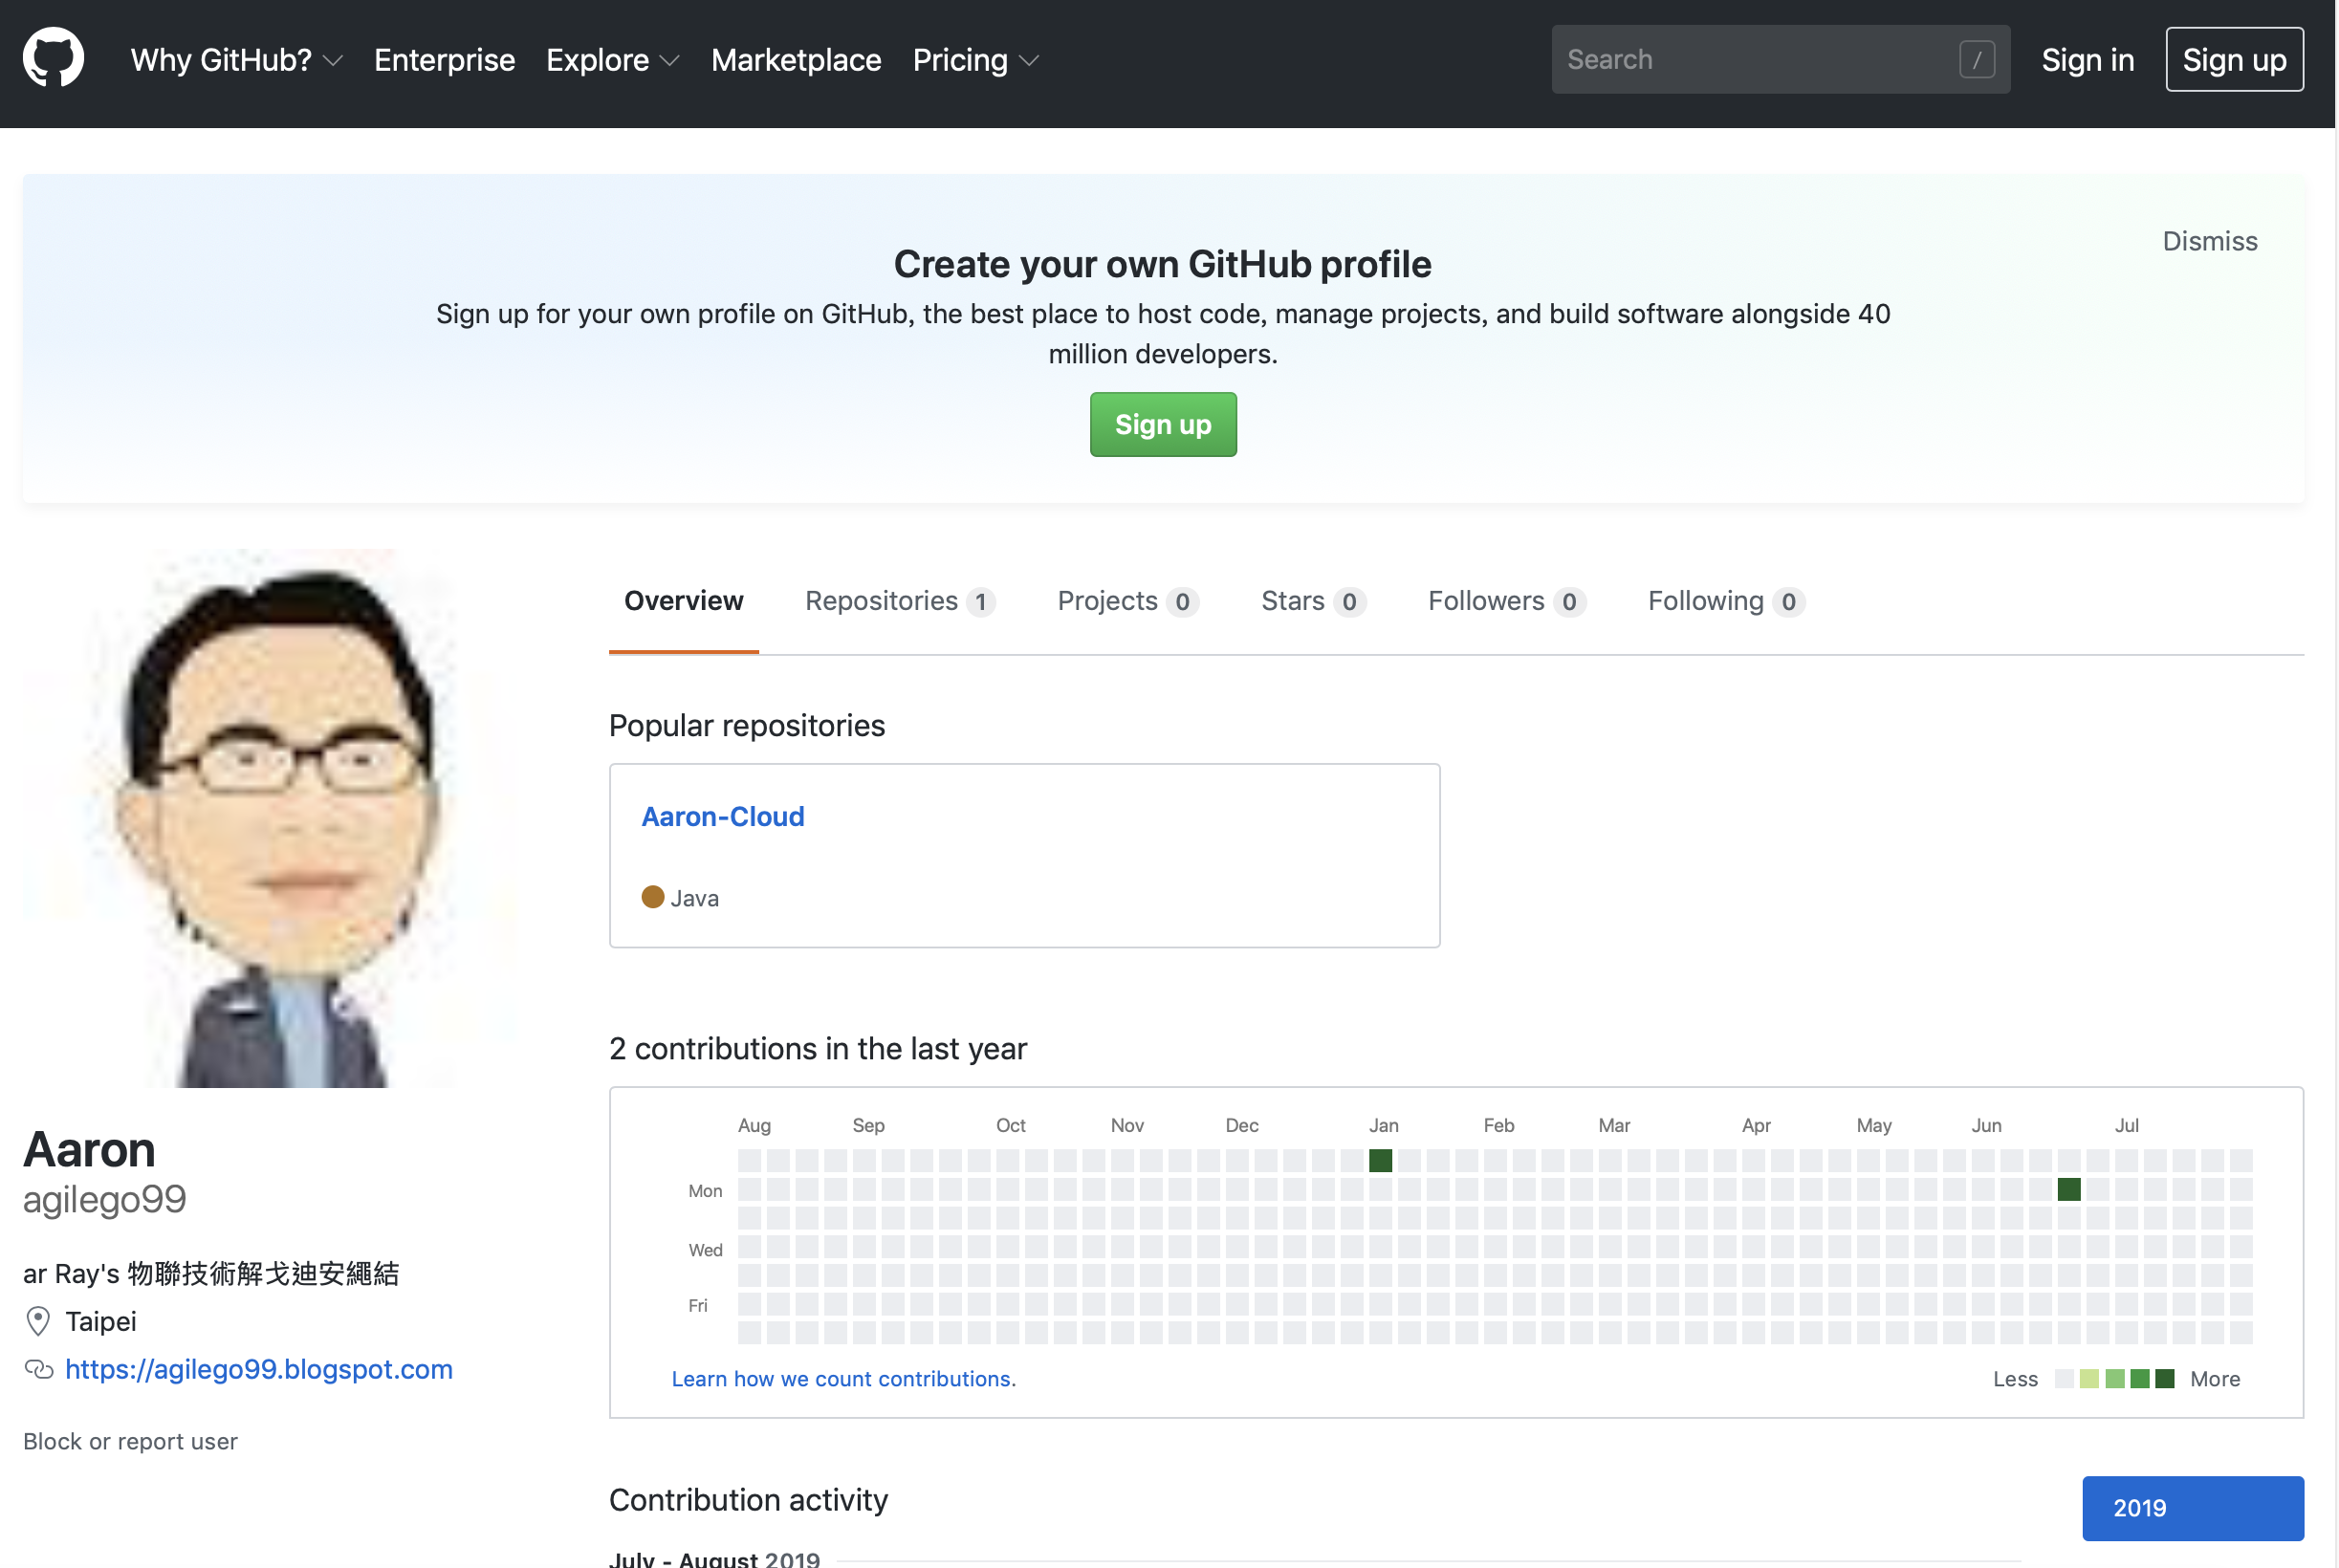 Why GitHub? Enterprise Explore Marketplace Pricing Search / Sign in Sign up
Dismiss
Create your own GitHub profile
Sign up for your own profile on GitHub, the best place to host code, manage projects, and build software alongside 40
million developers.
Sign up
Overview Repositories 1 Projects 0 Stars 0 Followers 0 Following 0
Popular repositories
Aaron-Cloud
Java
2 contributions in the last year
Aug Sep Oct Nov Dec Jan Feb Mar Apr May Jun Jul
Mon
Wed
Fri
Learn how we count contributions.
Less More
Aaron
agilego99
ar Ray's 物聯技術解戈迪安繩結
Taipei
https://agilego99.blogspot.com
Block or report user
Contribution activity
2019
July - August 2019